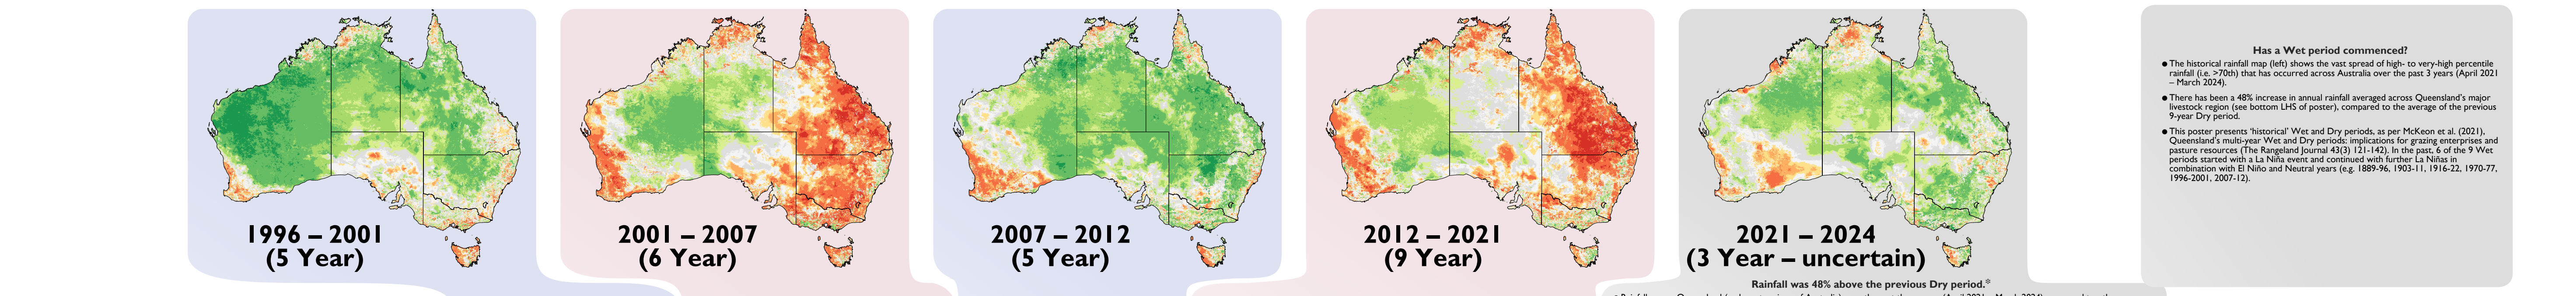 1996 – 2001
(5 Year)
2001 – 2007
(6 Year)
2007 – 2012
(5 Year)
2012 – 2021
(9 Year)
2021 – 2024
(3 Year – uncertain)
Rainfall was 48% above the previous Dry period.*
Has a Wet period commenced?
● The historical rainfall map (left) shows the vast spread of high- to very-high percentile
rainfall (i.e. >70th) that has occurred across Australia over the past 3 years (April 2021
– March 2024).
● There has been a 48% increase in annual rainfall averaged across Queensland's major
livestock region (see bottom LHS of poster), compared to the average of the previous
9-year Dry period.
● This poster presents 'historical' Wet and Dry periods, as per McKeon et al. (2021),
Queensland's multi-year Wet and Dry periods: implications for grazing enterprises and
pasture resources (The Rangeland Journal 43(3) 121-142). In the past, 6 of the 9 Wet
periods started with a La Niña event and continued with further La Niñas in
combination with El Niño and Neutral years (e.g. 1889-96, 1903-11, 1916-22, 1970-77,
1996-2001, 2007-12).